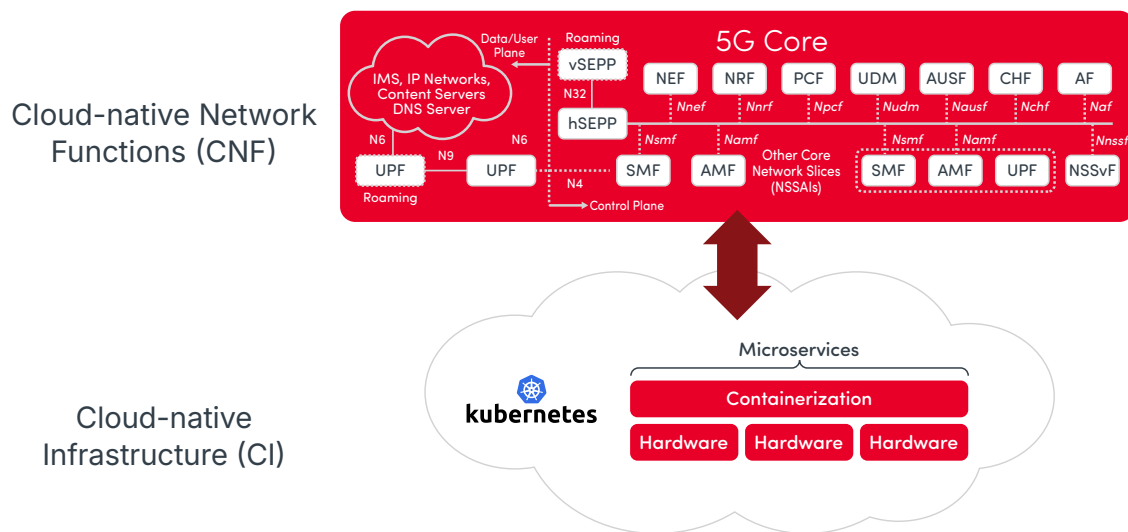 Cloud-native Network
Functions (CNF)
5G Core
Data/User
Plane
Roaming
vSEPP
N32
hSEPP
IMS, IP Networks,
Content Servers
DNS Server
NEF
NRF
PCF
UDM
AUSF
CHF
AF
Nnef
Nnrf
Npcf
Nudm
Nausf
Nchf
Naf
N6
N9
N6
N4
Nsmf
Namf
Nsmf
Namf
Nnssf
UPF
Roaming
UPF
SMF
AMF
Other Core
Network Slices
(NSSAIs)
SMF
AMF
UPF
NSSvF
Control Plane
Microservices
kubernetes
Containerization
Hardware
Hardware
Hardware
Cloud-native
Infrastructure (CI)